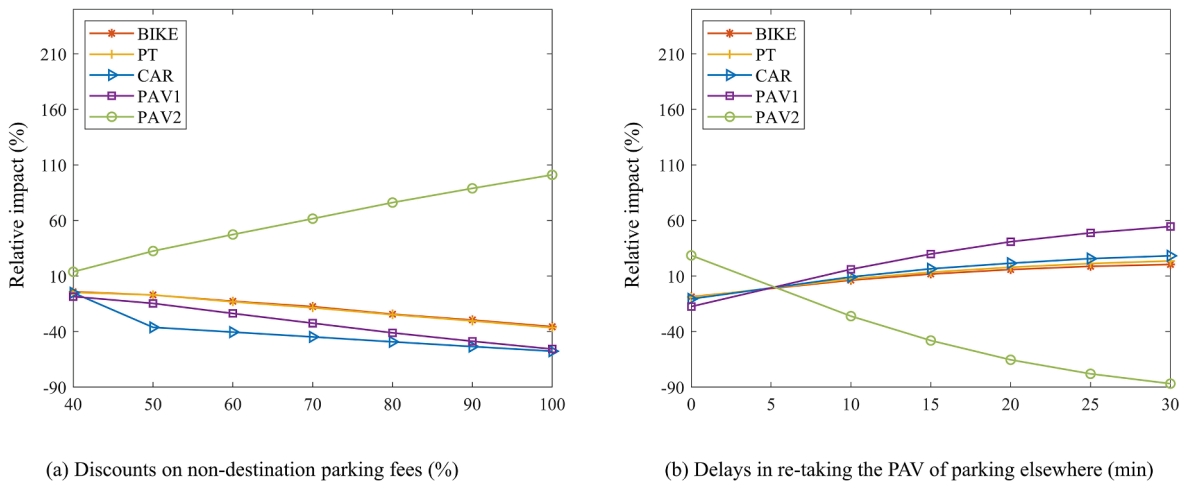 BIKE
PT
CAR
PAV1
PAV2
Relative impact (%)
210
160
110
60
10
-40
-90
40 50 60 70 80 90 100
(a) Discounts on non-destination parking fees (%)
BIKE
PT
CAR
PAV1
PAV2
Relative impact (%)
210
160
110
60
10
-40
-90
0 5 10 15 20 25 30
(b) Delays in re-taking the PAV of parking elsewhere (min)